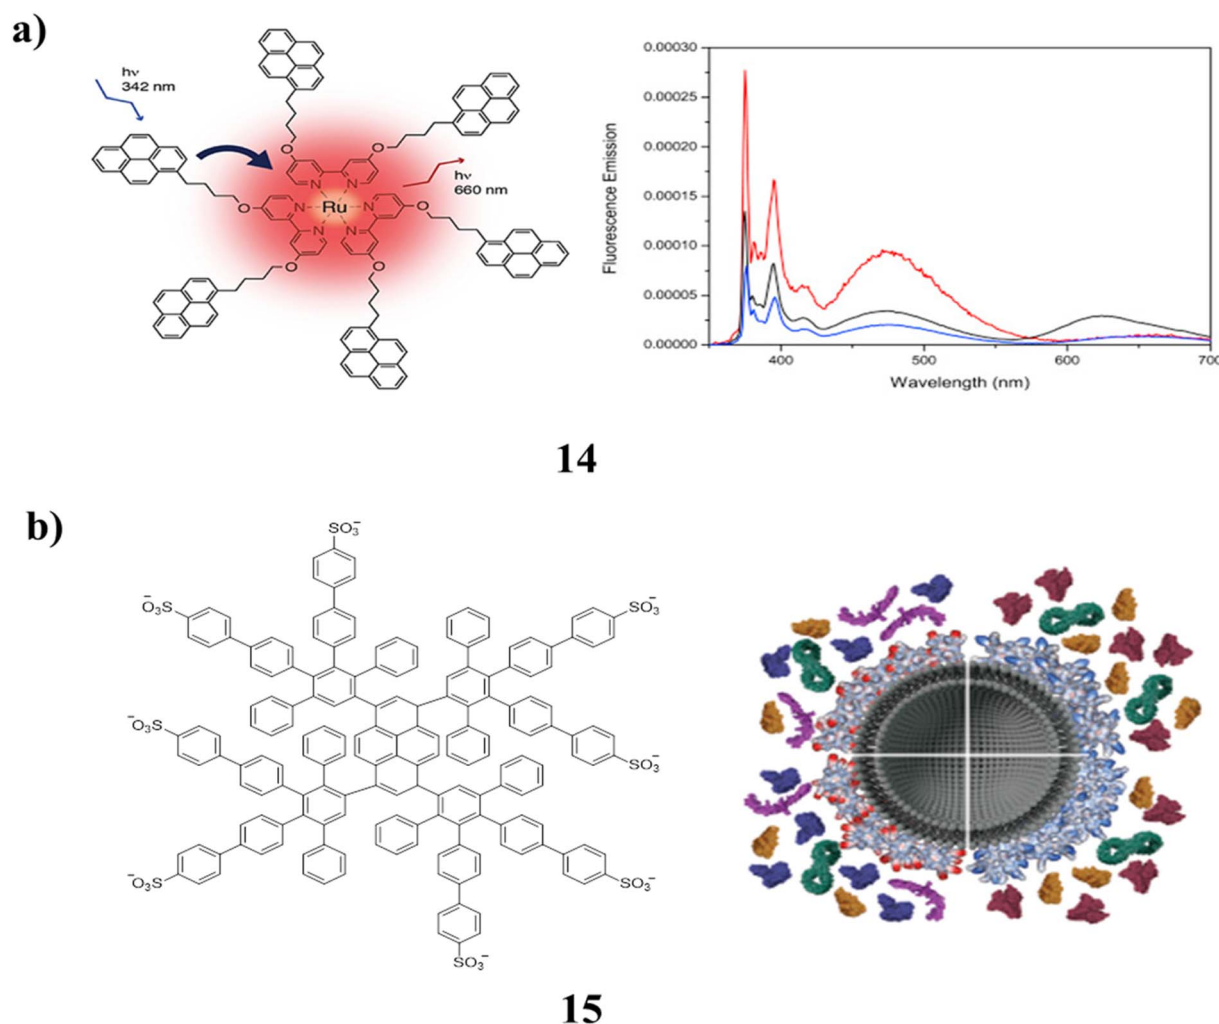 a)
hν
342 nm
O
O
hν
660 nm
N N
O N Ru N O
N N
O O
Fluorescence Emission
0.00030
0.00025
0.00020
0.00015
0.00010
0.00005
0.00000
400 500 600 700
Wavelength (nm)
14
b)
SO₃⁻
⁻O₃S
SO₃⁻
⁻O₃S
SO₃⁻
⁻O₃S
SO₃⁻
SO₃⁻
15